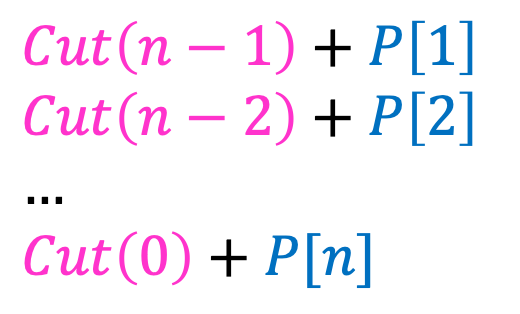 Cut(n − 1) + P[1]
Cut(n − 2) + P[2]
...
Cut(0) + P[n]